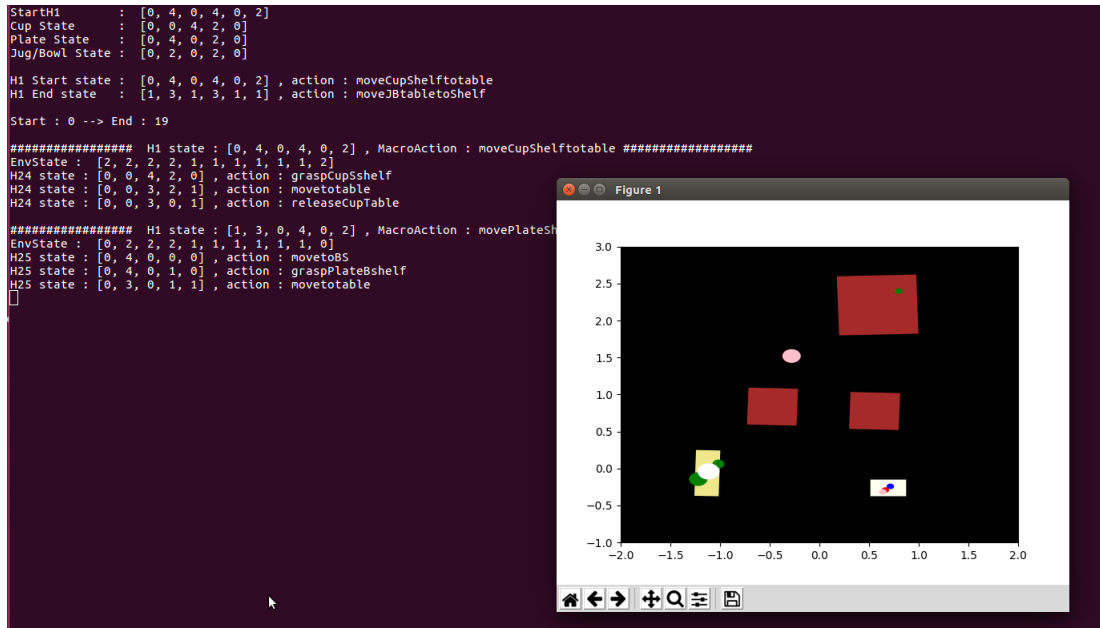 StartH1         :  [0, 4, 0, 4, 0, 2]
Cup State       :  [0, 0, 4, 2, 0]
Plate State     :  [0, 4, 0, 2, 0]
Jug/Bowl State :  [0, 2, 0, 2, 0]
H1 Start state :  [0, 4, 0, 4, 0, 2] , action : moveCupShelftotable
H1 End state   :  [1, 3, 1, 3, 1, 1] , action : moveJBtabletoShelf
Start : 0 --> End : 19
################# H1 state : [0, 4, 0, 4, 0, 2] , MacroAction : moveCupShelftotable ##################
EnvState :  [2, 2, 2, 2, 1, 1, 1, 1, 1, 1, 2]
H24 state : [0, 0, 4, 2, 0] , action : graspCupSshelf
H24 state : [0, 0, 3, 2, 1] , action : movetotable
H24 state : [0, 0, 3, 0, 1] , action : releaseCupTable
################# H1 state : [1, 3, 0, 4, 0, 2] , MacroAction : movePlateSh
EnvState :  [0, 2, 2, 2, 1, 1, 1, 1, 1, 1, 0]
H25 state : [0, 4, 0, 0, 0] , action : movetoBS
H25 state : [0, 4, 0, 1, 0] , action : graspPlateBshelf
H25 state : [0, 3, 0, 1, 1] , action : movetotable
Figure 1
3.0
2.5
2.0
1.5
1.0
0.5
0.0
−0.5
−1.0
−2.0 −1.5 −1.0 −0.5 0.0 0.5 1.0 1.5 2.0